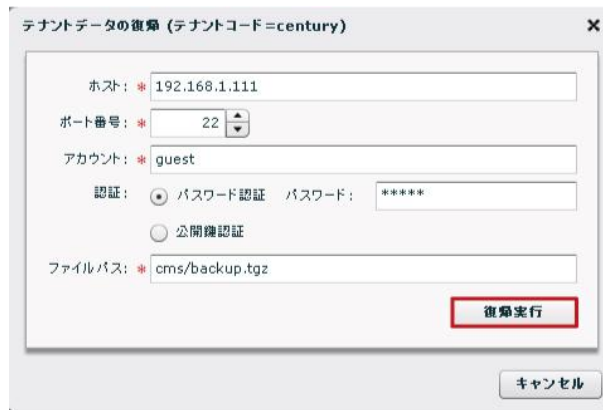 テナントデータの復帰 (テナントコード=century)
ホスト: * 192.168.1.111
ポート番号: * 22
アカウント: * guest
認証: パスワード認証 パスワード: *****
公開鍵認証
ファイルパス: * cms/backup.tgz
復帰実行
キャンセル